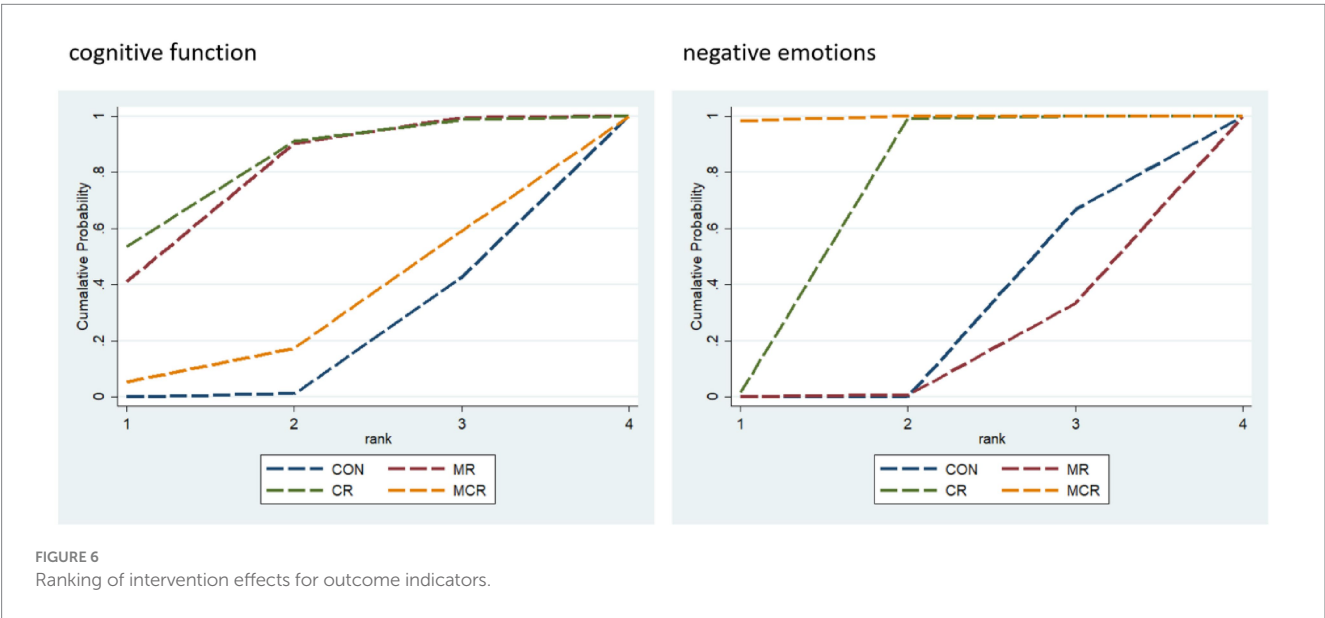 cognitive function
Cumalative Probability
1
.8
.6
.4
.2
0
1 2 3 4
rank
CON MR
CR MCR
negative emotions
Cumalative Probability
1
.8
.6
.4
.2
0
1 2 3 4
rank
CON MR
CR MCR
FIGURE 6
Ranking of intervention effects for outcome indicators.